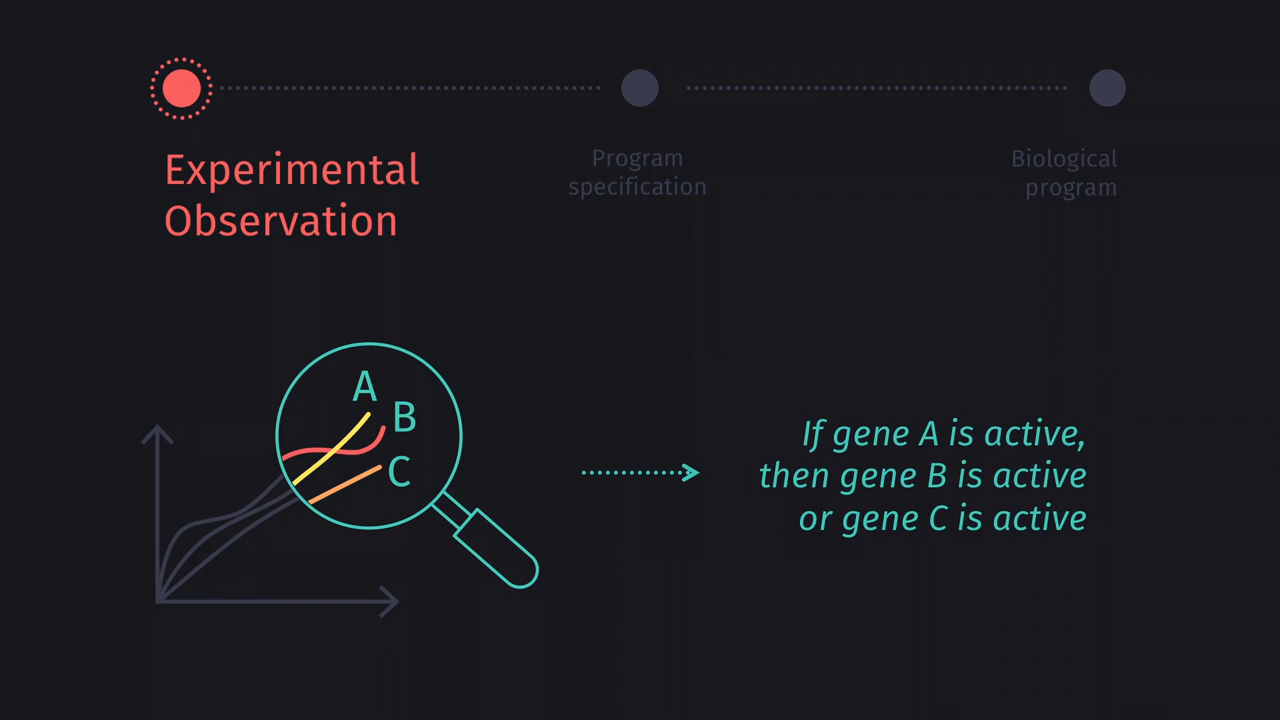 Experimental
Observation
Program
specification
Biological
program
A
B
C
If gene A is active,
then gene B is active
or gene C is active